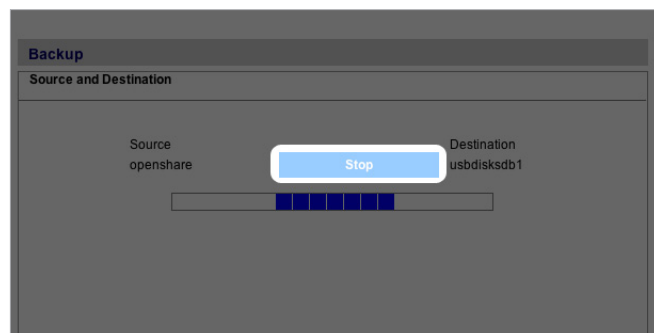 Backup
Source and Destination
Source Destination
openshare Stop usbdisksdb1